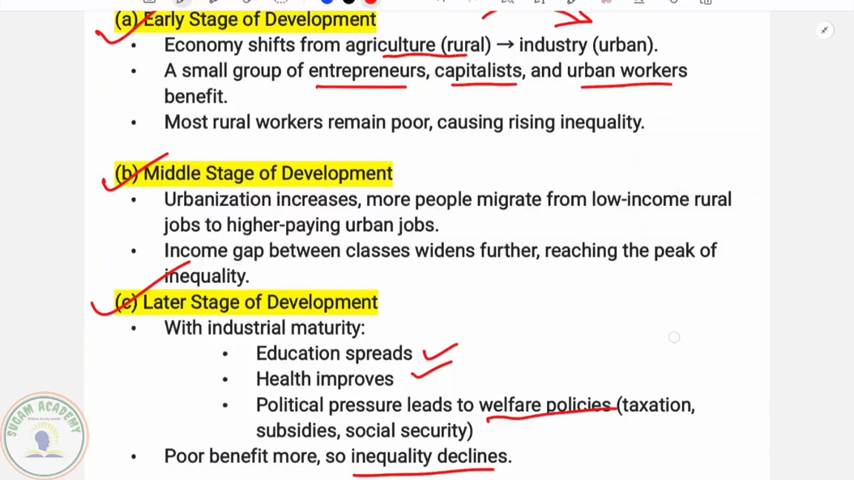 (a) Early Stage of Development
• Economy shifts from agriculture (rural) → industry (urban).
• A small group of entrepreneurs, capitalists, and urban workers
benefit.
• Most rural workers remain poor, causing rising inequality.
(b) Middle Stage of Development
• Urbanization increases, more people migrate from low-income rural
jobs to higher-paying urban jobs.
• Income gap between classes widens further, reaching the peak of
inequality.
(c) Later Stage of Development
• With industrial maturity:
• Education spreads
• Health improves
• Political pressure leads to welfare policies (taxation,
subsidies, social security)
• Poor benefit more, so inequality declines.
SUGAM ACADEMY